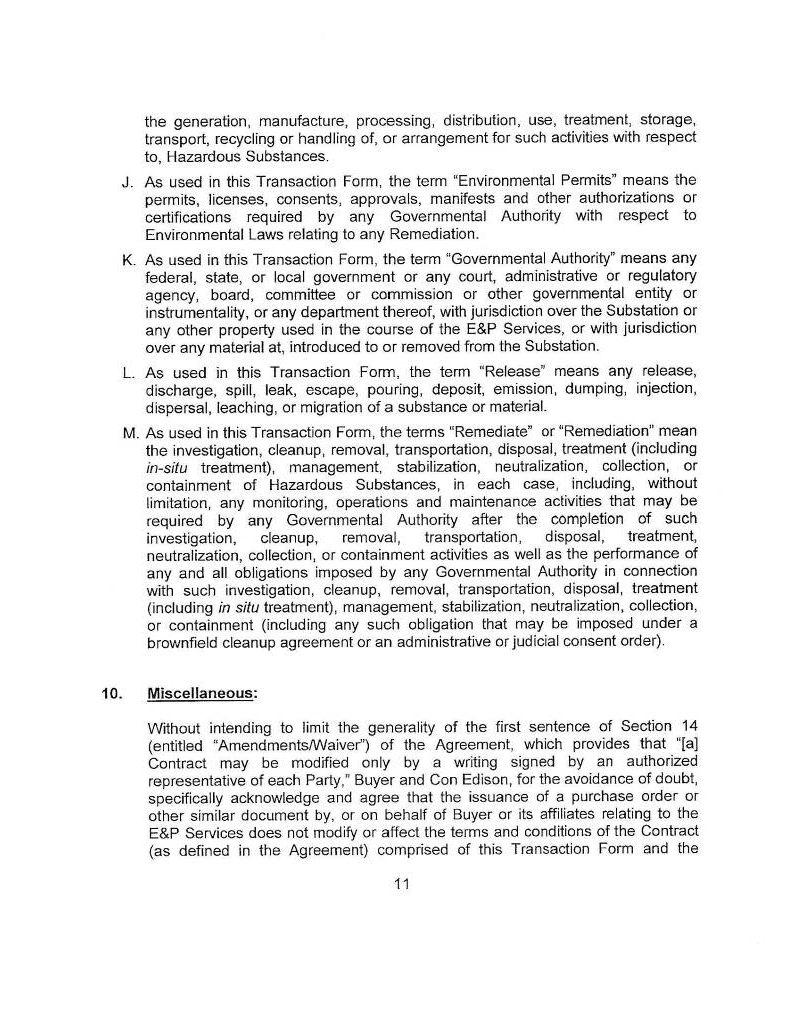 the generation, manufacture, processing, distribution, use, treatment, storage,
transport, recycling or handling of, or arrangement for such activities with respect
to, Hazardous Substances.
J. As used in this Transaction Form, the term “Environmental Permits” means the
permits, licenses, consents, approvals, manifests and other authorizations or
certifications required by any Governmental Authority with respect to
Environmental Laws relating to any Remediation.
K. As used in this Transaction Form, the term “Governmental Authority” means any
federal, state, or local government or any court, administrative or regulatory
agency, board, committee or commission or other governmental entity or
instrumentality, or any department thereof, with jurisdiction over the Substation or
any other property used in the course of the E&P Services, or with jurisdiction
over any material at, introduced to or removed from the Substation.
L. As used in this Transaction Form, the term “Release” means any release,
discharge, spill, leak, escape, pouring, deposit, emission, dumping, injection,
dispersal, leaching, or migration of a substance or material.
M. As used in this Transaction Form, the terms “Remediate” or “Remediation” mean
the investigation, cleanup, removal, transportation, disposal, treatment (including
in-situ treatment), management, stabilization, neutralization, collection, or
containment of Hazardous Substances, in each case, including, without
limitation, any monitoring, operations and maintenance activities that may be
required by any Governmental Authority after the completion of such
investigation, cleanup, removal, transportation, disposal, treatment,
neutralization, collection, or containment activities as well as the performance of
any and all obligations imposed by any Governmental Authority in connection
with such investigation, cleanup, removal, transportation, disposal, treatment
(including in situ treatment), management, stabilization, neutralization, collection,
or containment (including any such obligation that may be imposed under a
brownfield cleanup agreement or an administrative or judicial consent order).
10. Miscellaneous:
Without intending to limit the generality of the first sentence of Section 14
(entitled “Amendments/Waiver”) of the Agreement, which provides that “[a]
Contract may be modified only by a writing signed by an authorized
representative of each Party,” Buyer and Con Edison, for the avoidance of doubt,
specifically acknowledge and agree that the issuance of a purchase order or
other similar document by, or on behalf of Buyer or its affiliates relating to the
E&P Services does not modify or affect the terms and conditions of the Contract
(as defined in the Agreement) comprised of this Transaction Form and the
11